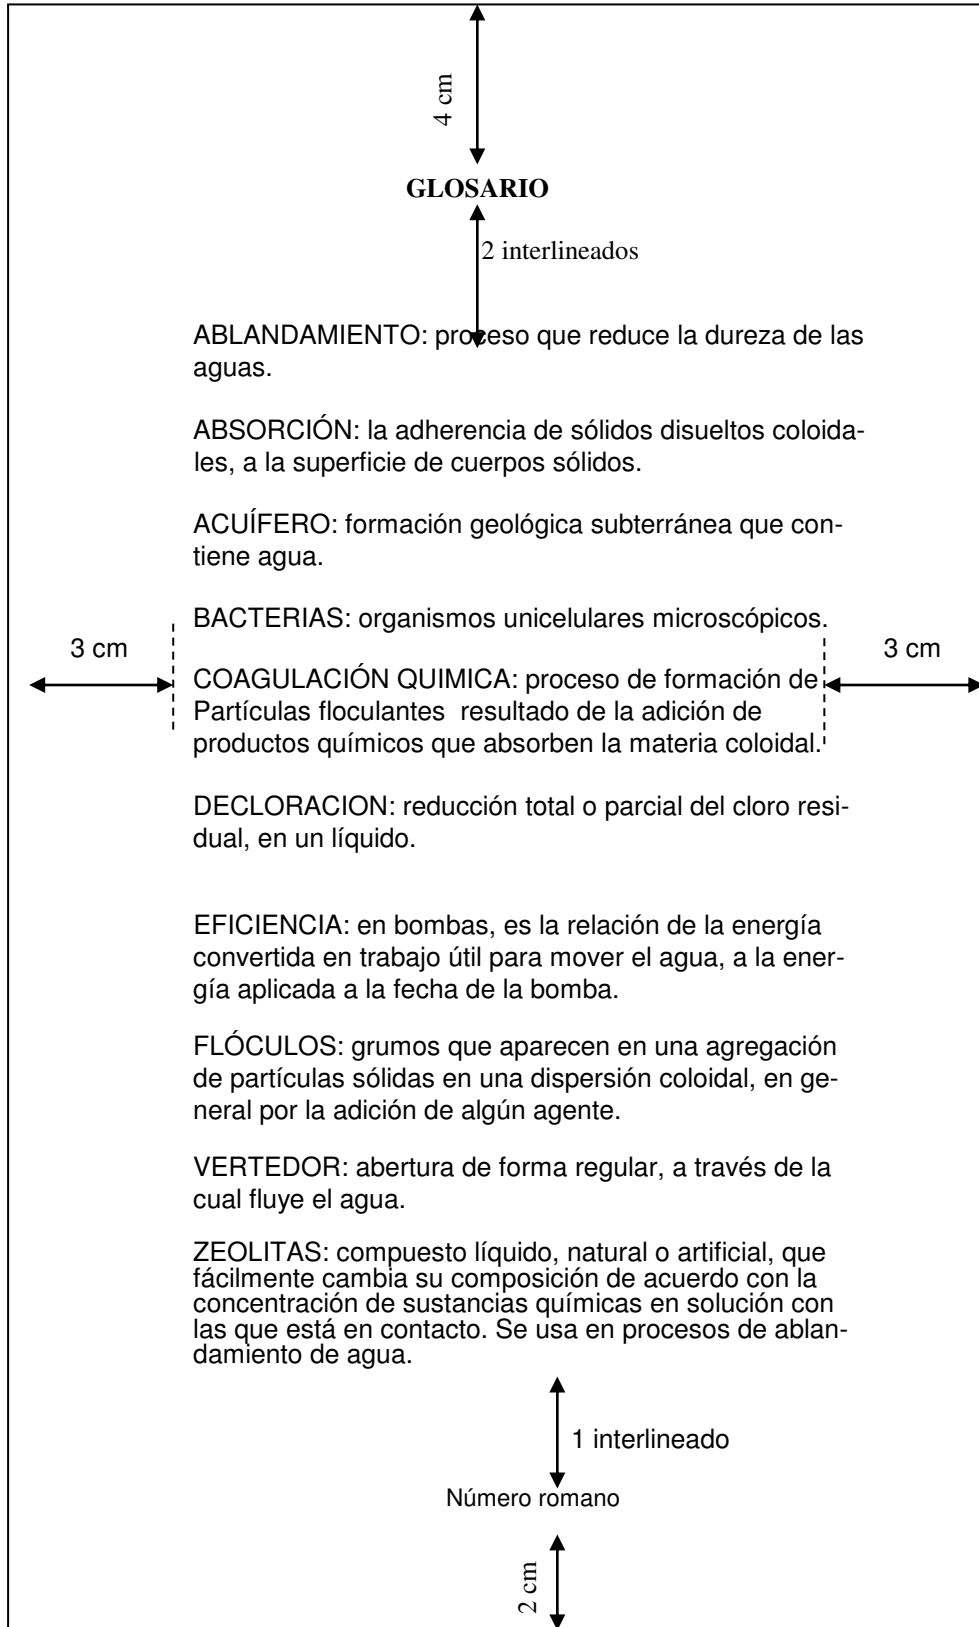 4 cm
GLOSARIO
2 interlineados
ABLANDAMIENTO: proceso que reduce la dureza de las
aguas.
ABSORCIÓN: la adherencia de sólidos disueltos coloida-
les, a la superficie de cuerpos sólidos.
ACUÍFERO: formación geológica subterránea que con-
tiene agua.
BACTERIAS: organismos unicelulares microscópicos.
3 cm
3 cm
COAGULACIÓN QUIMICA: proceso de formación de
Partículas floculantes  resultado de la adición de
productos químicos que absorben la materia coloidal.
DECLORACION: reducción total o parcial del cloro resi-
dual, en un líquido.
EFICIENCIA: en bombas, es la relación de la energía
convertida en trabajo útil para mover el agua, a la ener-
gía aplicada a la fecha de la bomba.
FLÓCULOS: grumos que aparecen en una agregación
de partículas sólidas en una dispersión coloidal, en ge-
neral por la adición de algún agente.
VERTEDOR: abertura de forma regular, a través de la
cual fluye el agua.
ZEOLITAS: compuesto líquido, natural o artificial, que
fácilmente cambia su composición de acuerdo con la
concentración de sustancias químicas en solución con
las que está en contacto. Se usa en procesos de ablan-
damiento de agua.
1 interlineado
Número romano
2 cm